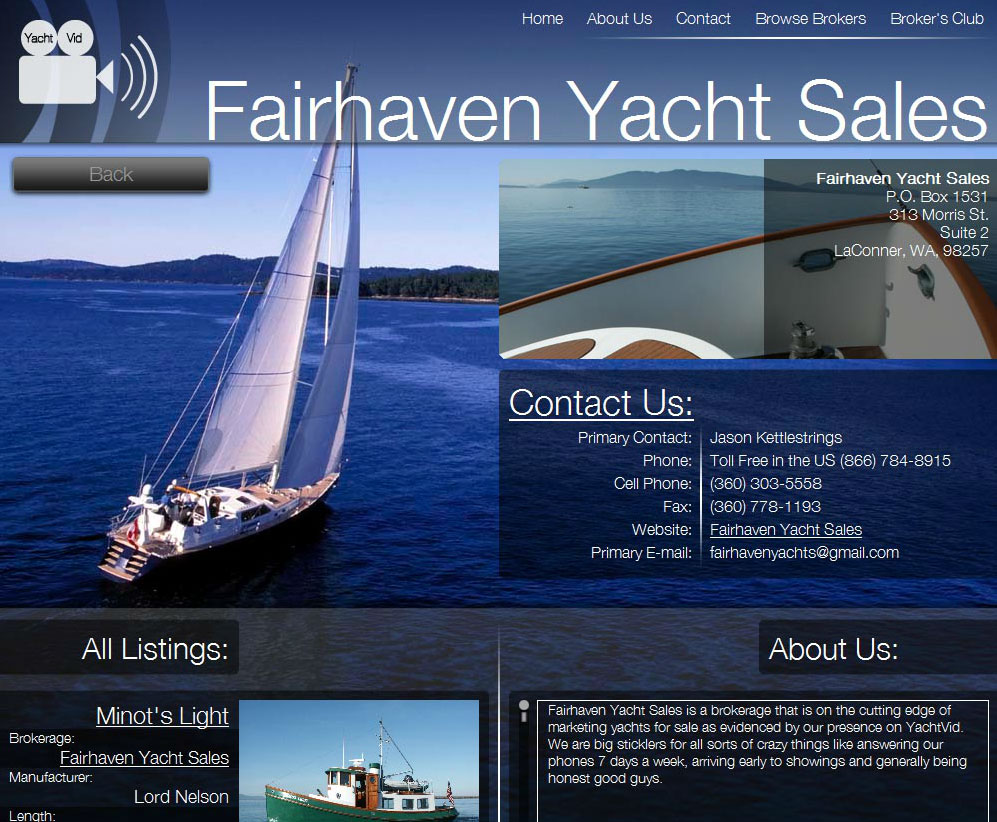 Yacht Vid
Home About Us Contact Browse Brokers Broker's Club
Fairhaven Yacht Sales
Back
Fairhaven Yacht Sales
P.O. Box 1531
313 Morris St.
Suite 2
LaConner, WA, 98257
Contact Us:
Primary Contact: Jason Kettlestrings
Phone: Toll Free in the US (866) 784-8915
Cell Phone: (360) 303-5558
Fax: (360) 778-1193
Website: Fairhaven Yacht Sales
Primary E-mail: fairhavenyachts@gmail.com
All Listings:
Minot's Light
Brokerage:
Fairhaven Yacht Sales
Manufacturer:
Lord Nelson
Length:
About Us:
Fairhaven Yacht Sales is a brokerage that is on the cutting edge of
marketing yachts for sale as evidenced by our presence on YachtVid.
We are big sticklers for all sorts of crazy things like answering our
phones 7 days a week, arriving early to showings and generally being
honest good guys.